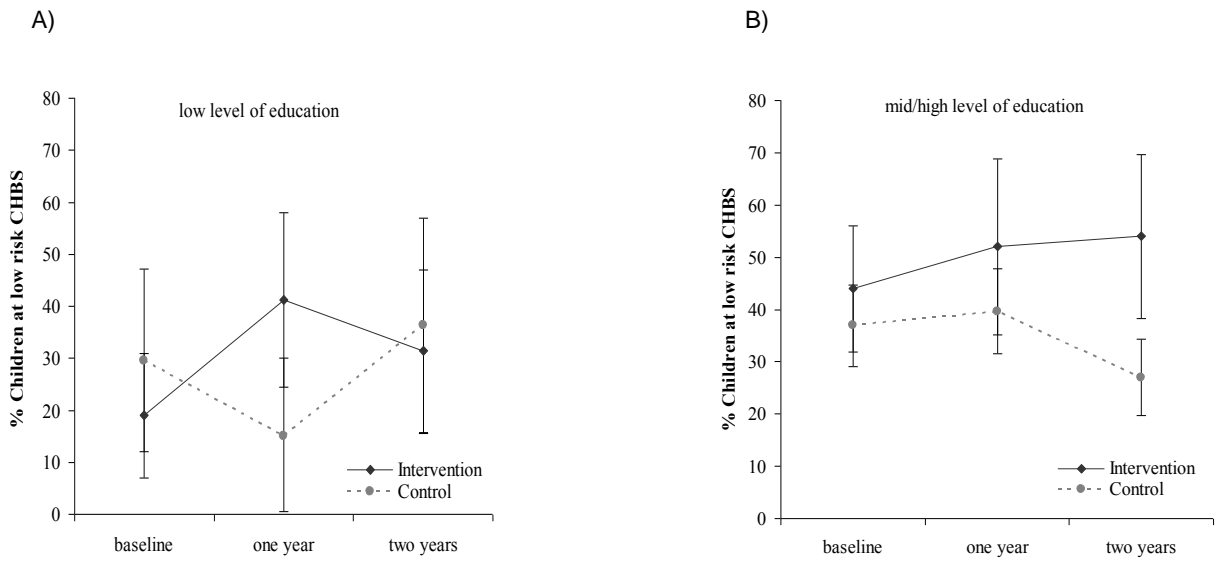 A)
% Children at low risk CHBS
80
70
60
50
40
30
20
10
0
low level of education
Intervention
Control
baseline one year two years
B)
% Children at low risk CHBS
80
70
60
50
40
30
20
10
0
mid/high level of education
Intervention
Control
baseline one year two years